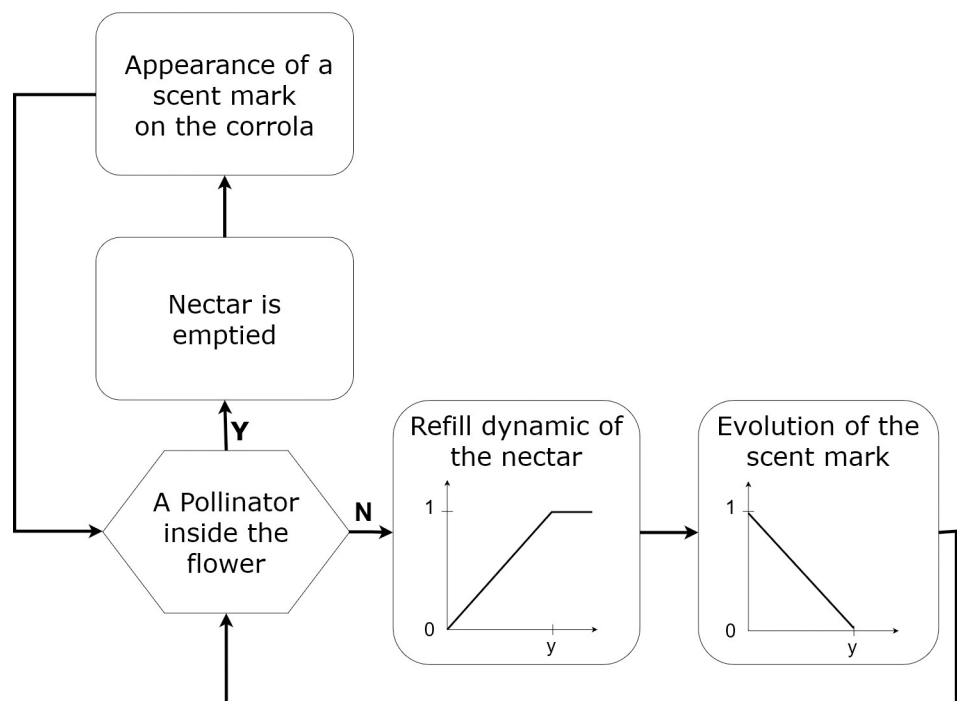 Appearance of a
scent mark
on the corrola
Nectar is
emptied
Y
A Pollinator
inside the
flower
N
Refill dynamic of
the nectar
1
0
y
Evolution of the
scent mark
1
0
y